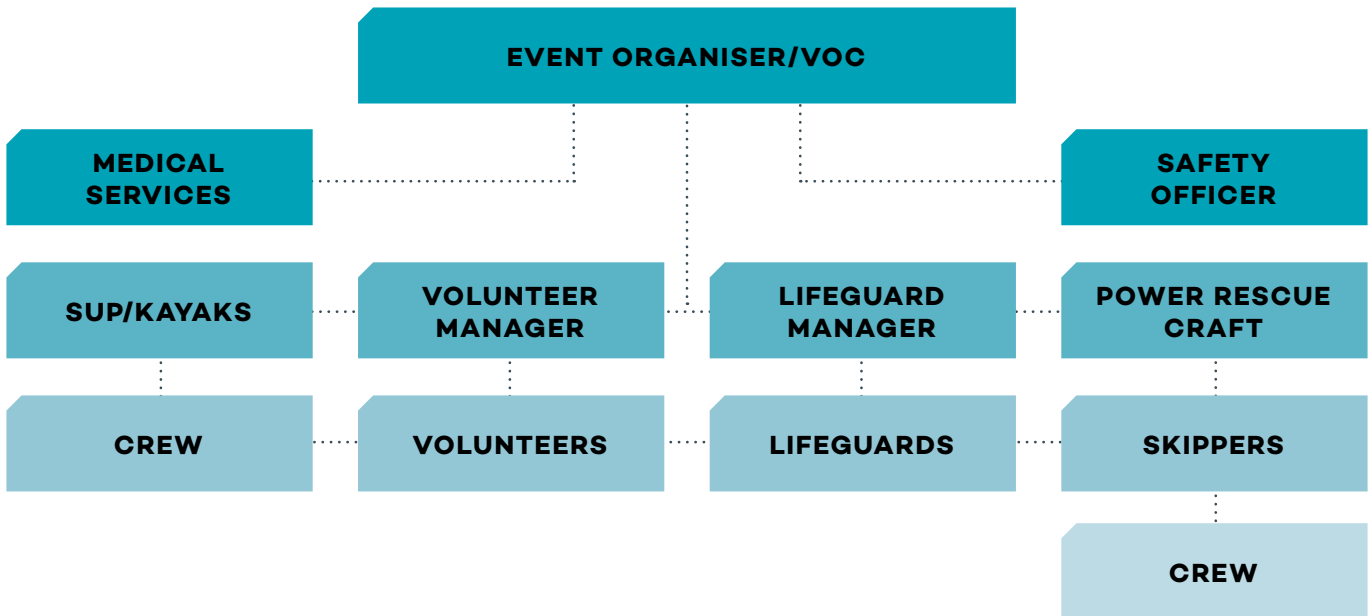 EVENT ORGANISER/VOC
MEDICAL
SERVICES
SAFETY
OFFICER
SUP/KAYAKS
VOLUNTEER
MANAGER
LIFEGUARD
MANAGER
POWER RESCUE
CRAFT
CREW
VOLUNTEERS
LIFEGUARDS
SKIPPERS
CREW